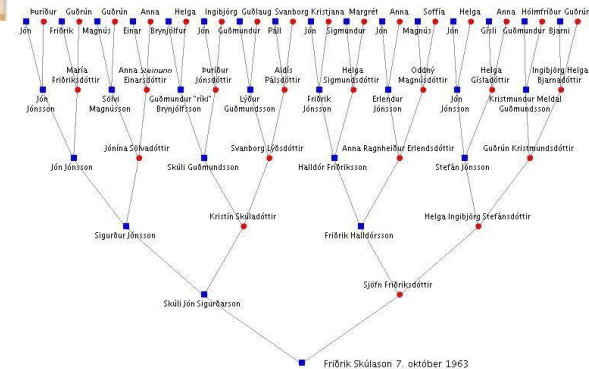 Þuríður Guðrún Guðrún Anna Helga Ingibjörg Guðlaug Svanborg Kristjana Margrét Anna Soffía Helga Anna Hólmfríður Guðrún
Jón Friðrik Magnús Einar Brynjólfur Jón Guðmundur Páll Jón Sigmundur Jón Magnús Jón Gísli Guðmundur Bjarni
María Friðriksdóttir
Anna Steinunn Einarsdóttir
Þuríður Jónsdóttir
Aldís Pálsdóttir
Helga Sigmundsdóttir
Oddný Magnúsdóttir
Helga Gísladóttir
Ingibjörg Helga Bjarnadóttir
Jón Jónsson
Sölvi Magnússon
Guðmundur "ríki" Brynjólfsson
Lýður Guðmundsson
Friðrik Jónsson
Erlendur Jónsson
Jón Jónsson
Kristmundur Meldal Guðmundsson
Jónína Sölvadóttir
Svanborg Lýðsdóttir
Anna Ragnheiður Erlendsdóttir
Guðrún Kristmundsdóttir
Jón Jónsson
Skúli Guðmundsson
Halldór Friðriksson
Stefán Jónsson
Kristín Skúladóttir
Helga Ingibjörg Stefánsdóttir
Sigurður Jónsson
Friðrik Halldórsson
Sjöfn Friðriksdóttir
Skúli Jón Sigurðarson
Friðrik Skúlason 7. október 1963